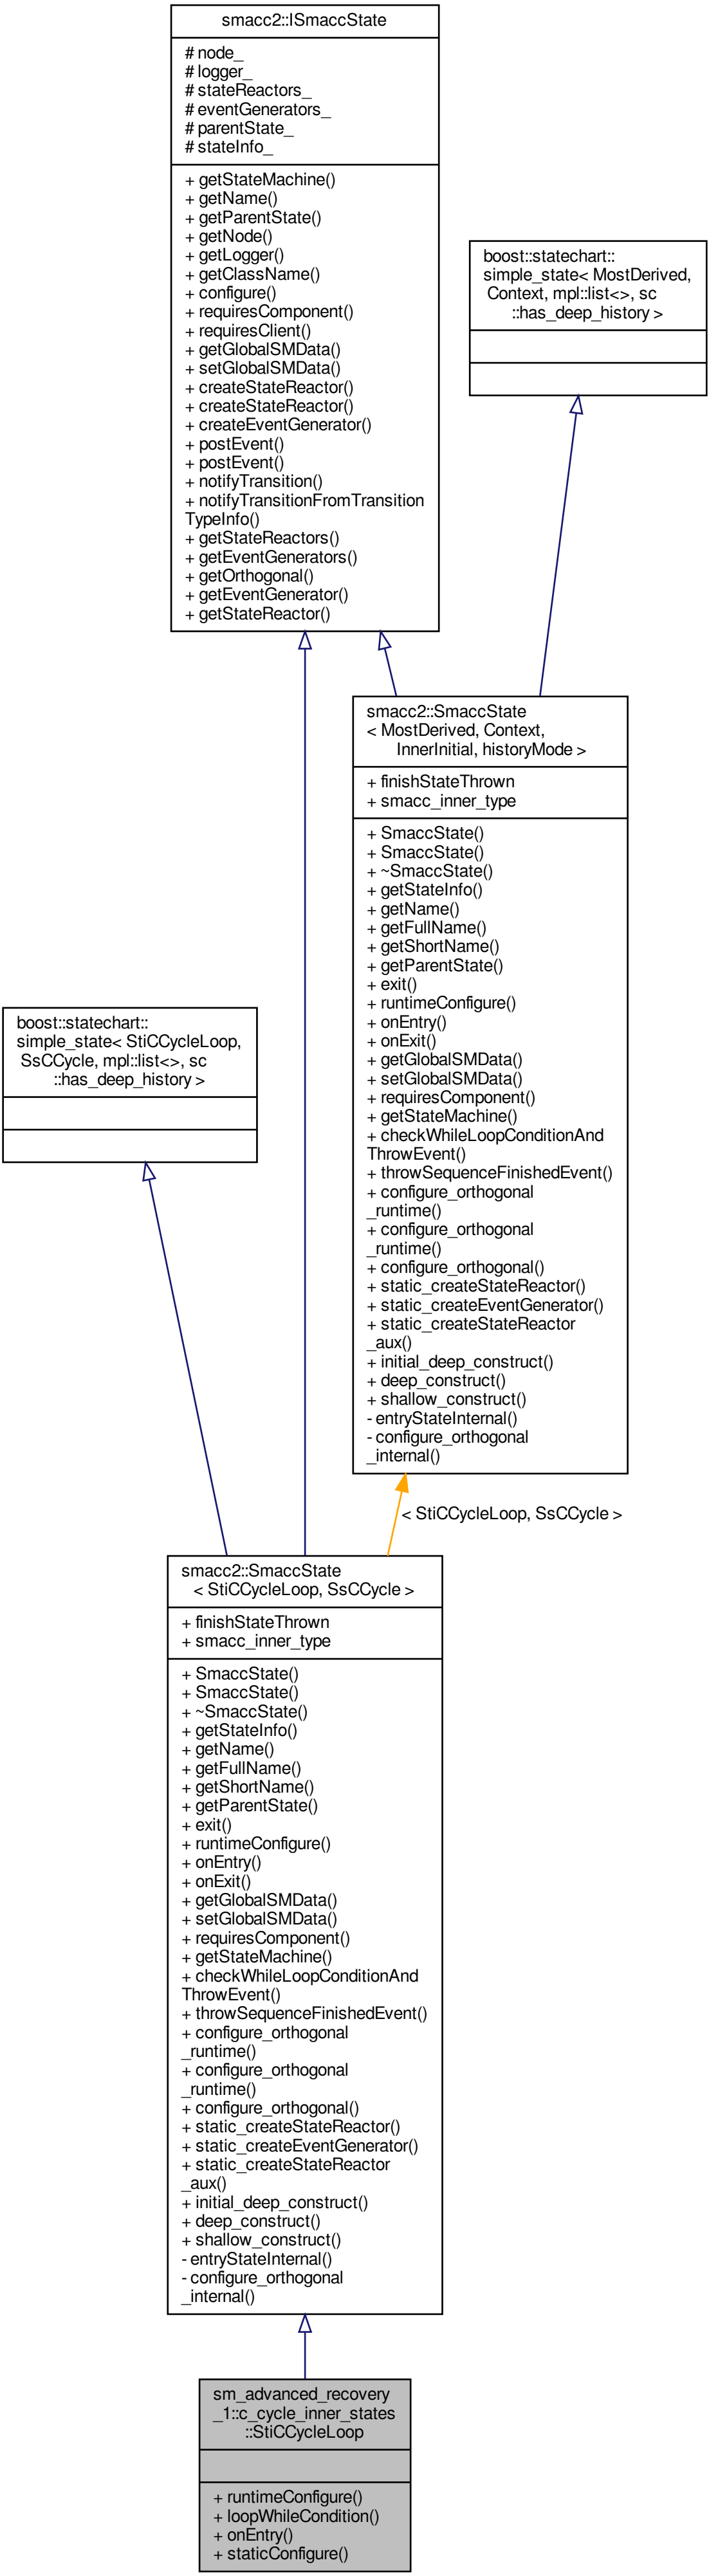 smacc2::ISmaccState
# node_
# logger_
# stateReactors_
# eventGenerators_
# parentState_
# stateInfo_
+ getStateMachine()
+ getName()
+ getParentState()
+ getNode()
+ getLogger()
+ getClassName()
+ configure()
+ requiresComponent()
+ requiresClient()
+ getGlobalSMData()
+ setGlobalSMData()
+ createStateReactor()
+ createStateReactor()
+ createEventGenerator()
+ postEvent()
+ postEvent()
+ notifyTransition()
+ notifyTransitionFromTransition
TypeInfo()
+ getStateReactors()
+ getEventGenerators()
+ getOrthogonal()
+ getEventGenerator()
+ getStateReactor()
boost::statechart::
simple_state< MostDerived,
Context, mpl::list<>, sc
::has_deep_history >
smacc2::SmaccState
< MostDerived, Context,
InnerInitial, historyMode >
+ finishStateThrown
+ smacc_inner_type
+ SmaccState()
+ SmaccState()
+ ~SmaccState()
+ getStateInfo()
+ getName()
+ getFullName()
+ getShortName()
+ getParentState()
+ exit()
+ runtimeConfigure()
+ onEntry()
+ onExit()
+ getGlobalSMData()
+ setGlobalSMData()
+ requiresComponent()
+ getStateMachine()
+ checkWhileLoopConditionAnd
ThrowEvent()
+ throwSequenceFinishedEvent()
+ configure_orthogonal
_runtime()
+ configure_orthogonal
_runtime()
+ configure_orthogonal()
+ static_createStateReactor()
+ static_createEventGenerator()
+ static_createStateReactor
_aux()
+ initial_deep_construct()
+ deep_construct()
+ shallow_construct()
- entryStateInternal()
- configure_orthogonal
_internal()
boost::statechart::
simple_state< StiCCycleLoop,
SsCCycle, mpl::list<>, sc
::has_deep_history >
< StiCCycleLoop, SsCCycle >
smacc2::SmaccState
< StiCCycleLoop, SsCCycle >
+ finishStateThrown
+ smacc_inner_type
+ SmaccState()
+ SmaccState()
+ ~SmaccState()
+ getStateInfo()
+ getName()
+ getFullName()
+ getShortName()
+ getParentState()
+ exit()
+ runtimeConfigure()
+ onEntry()
+ onExit()
+ getGlobalSMData()
+ setGlobalSMData()
+ requiresComponent()
+ getStateMachine()
+ checkWhileLoopConditionAnd
ThrowEvent()
+ throwSequenceFinishedEvent()
+ configure_orthogonal
_runtime()
+ configure_orthogonal
_runtime()
+ configure_orthogonal()
+ static_createStateReactor()
+ static_createEventGenerator()
+ static_createStateReactor
_aux()
+ initial_deep_construct()
+ deep_construct()
+ shallow_construct()
- entryStateInternal()
- configure_orthogonal
_internal()
sm_advanced_recovery
_1::c_cycle_inner_states
::StiCCycleLoop
+ runtimeConfigure()
+ loopWhileCondition()
+ onEntry()
+ staticConfigure()